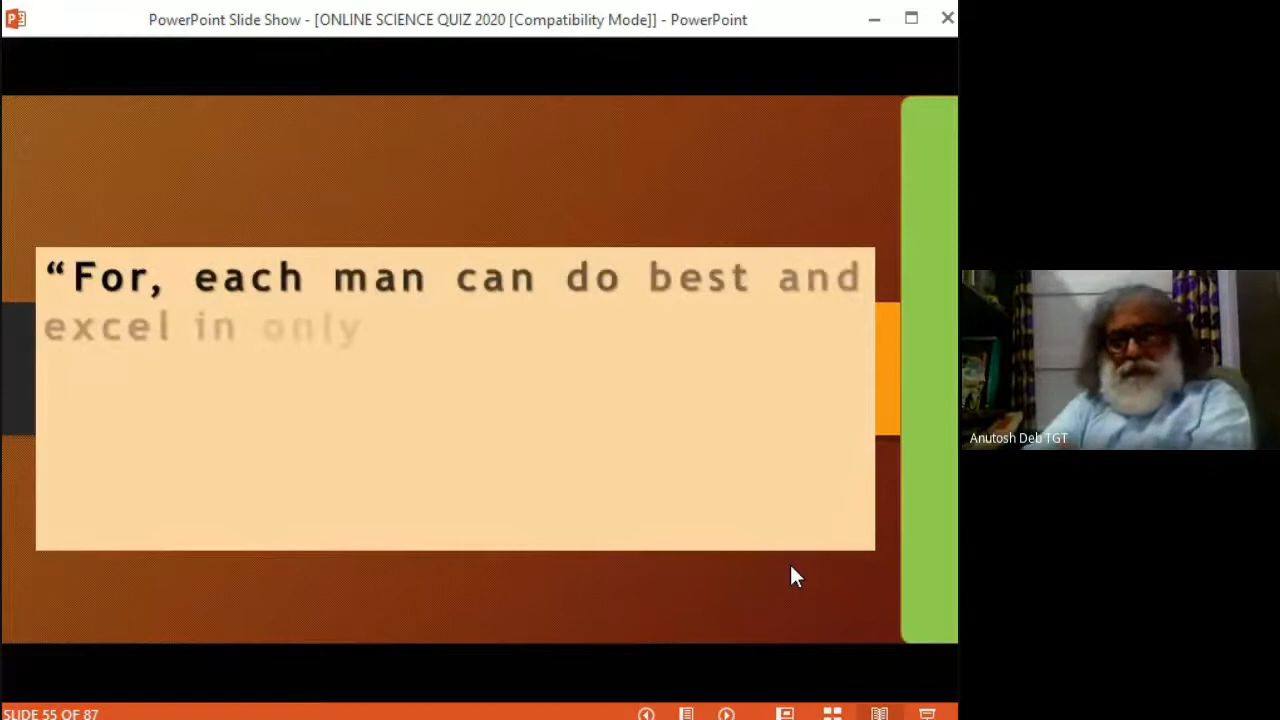 PowerPoint Slide Show - [ONLINE SCIENCE QUIZ 2020 [Compatibility Mode]] - PowerPoint
“For, each man can do best and
excel in only
Anutosh Deb TGT
SLIDE 55 OF 87